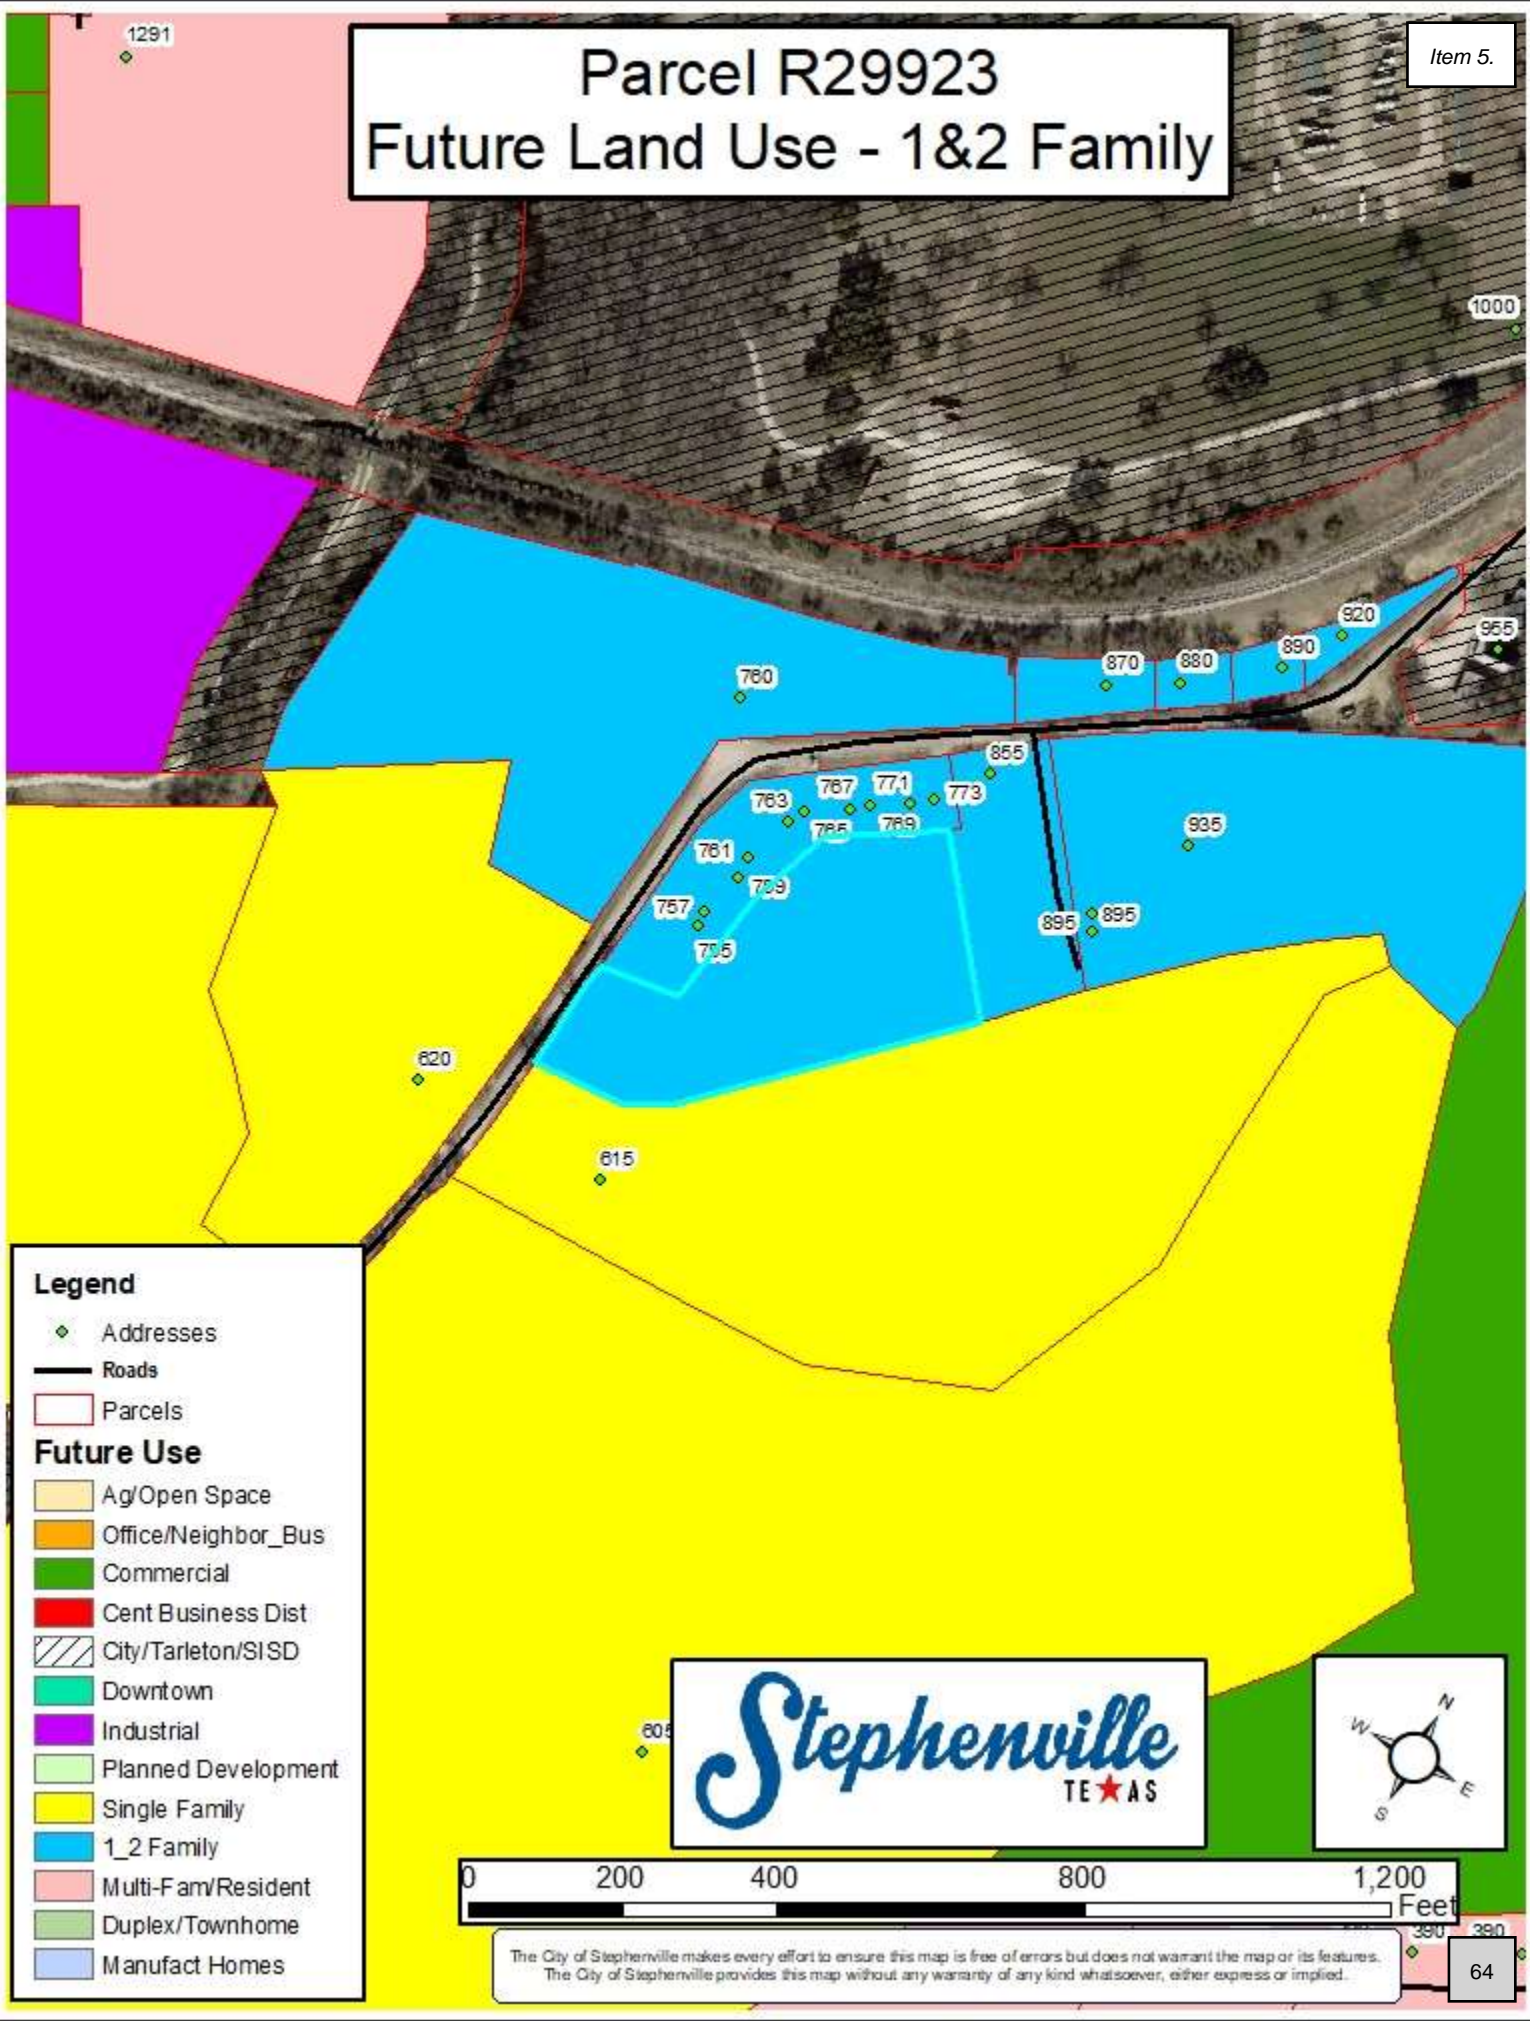 1291
Parcel R29923
Future Land Use - 1&2 Family
Item 5.
1000
920
955
890
880
870
760
855
771
773
767
763
765
769
935
761
759
757
755
895
895
620
615
Legend
Addresses
Roads
Parcels
Future Use
Ag/Open Space
Office/Neighbor_Bus
Commercial
Cent Business Dist
City/Tarleton/SISD
Downtown
Industrial
Planned Development
Single Family
1_2 Family
Multi-Fam/Resident
Duplex/Townhome
Manufact Homes
605
Stephenville
TEXAS
N
W
E
S
0 200 400 800 1,200
Feet
390 390
The City of Stephenville makes every effort to ensure this map is free of errors but does not warrant the map or its features.
The City of Stephenville provides this map without any warranty of any kind whatsoever, either express or implied.
64